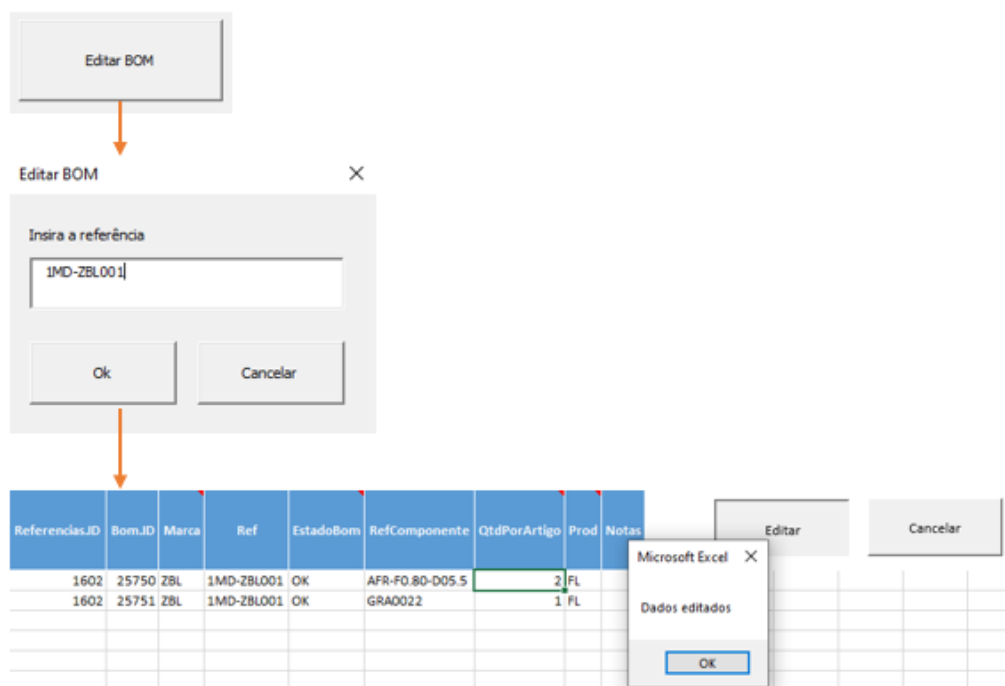 Editar BOM
Editar BOM
Insira a referência
1MD-ZBL001
Ok Cancelar
ReferenciasJD Bom.ID Marca Ref EstadoBom RefComponente QtdPorArtigo Prod Notas Editar Cancelar
Microsoft Excel
1602 25750 ZBL 1MD-ZBL001 OK AFR-F0.80-D05.5 2 FL
1602 25751 ZBL 1MD-ZBL001 OK GRA0022 1 FL
Dados editados
OK